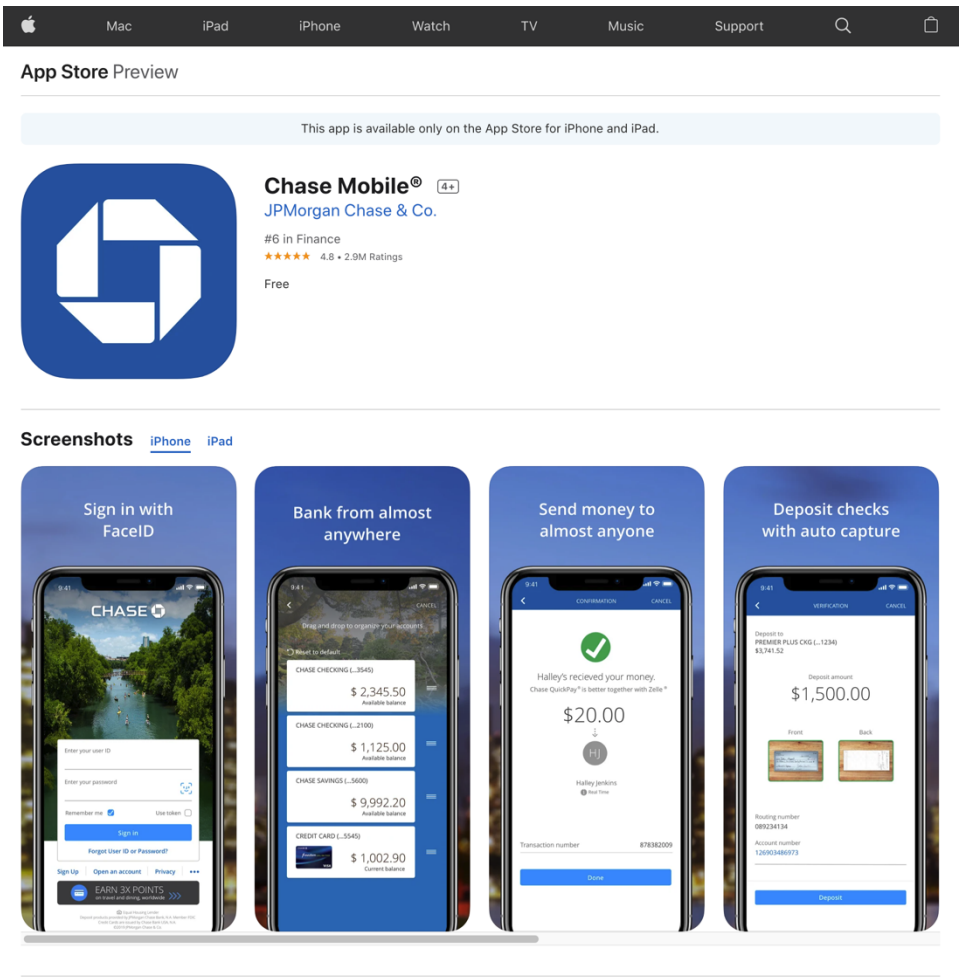 Mac iPad iPhone Watch TV Music Support
App Store Preview
This app is available only on the App Store for iPhone and iPad.
Chase Mobile® 4+
JPMorgan Chase & Co.
#6 in Finance
★★★★★ 4.8 • 2.9M Ratings
Free
Screenshots iPhone iPad
Sign in with
FaceID
9:41
CHASE
Enter your user ID
Enter your password
Remember me Use token
Sign in
Forgot User ID or Password?
Sign Up Open an account Privacy •••
EARN 3X POINTS
on travel and dining, worldwide
Equal Housing Lender
Bank from almost
anywhere
9:41
CANCEL
Drag and drop to organize your accounts
Reset to default
CHASE CHECKING (...3545)
$ 2,345.50
Available balance
CHASE CHECKING (...2100)
$ 1,125.00
Available balance
CHASE SAVINGS (...5600)
$ 9,992.20
Available balance
CREDIT CARD (...5545)
$ 1,002.90
Current balance
Send money to
almost anyone
9:41
CONFIRMATION CANCEL
Halley's recieved your money.
Chase QuickPay® is better together with Zelle®
$20.00
HJ
Halley Jenkins
Real Time
Transaction number 878382009
Done
Deposit checks
with auto capture
9:41
VERIFICATION CANCEL
Deposit to
PREMIER PLUS CKG (...1234)
$3,741.52
Deposit amount
$1,500.00
Front Back
Routing number
089234134
Account number
126903486973
Deposit